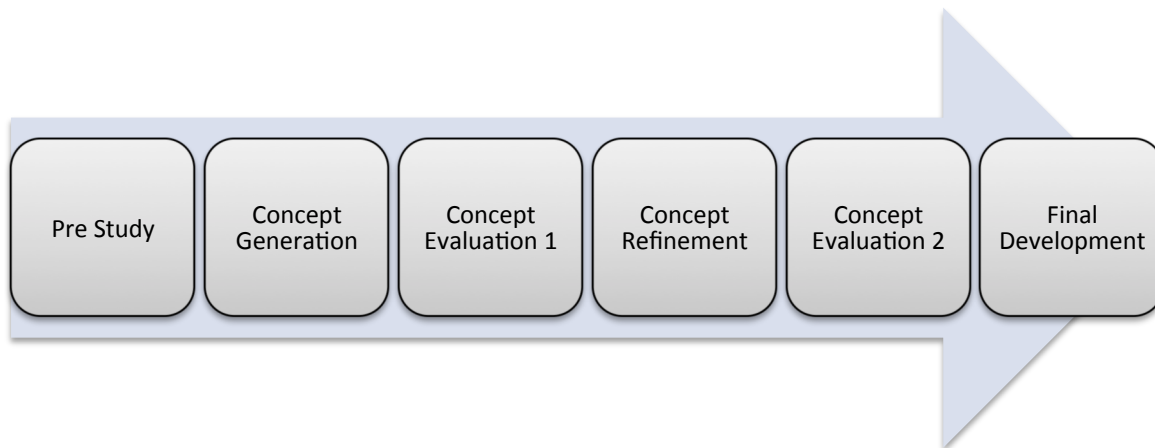 Pre Study
Concept
Generation
Concept
Evaluation 1
Concept
Refinement
Concept
Evaluation 2
Final
Development